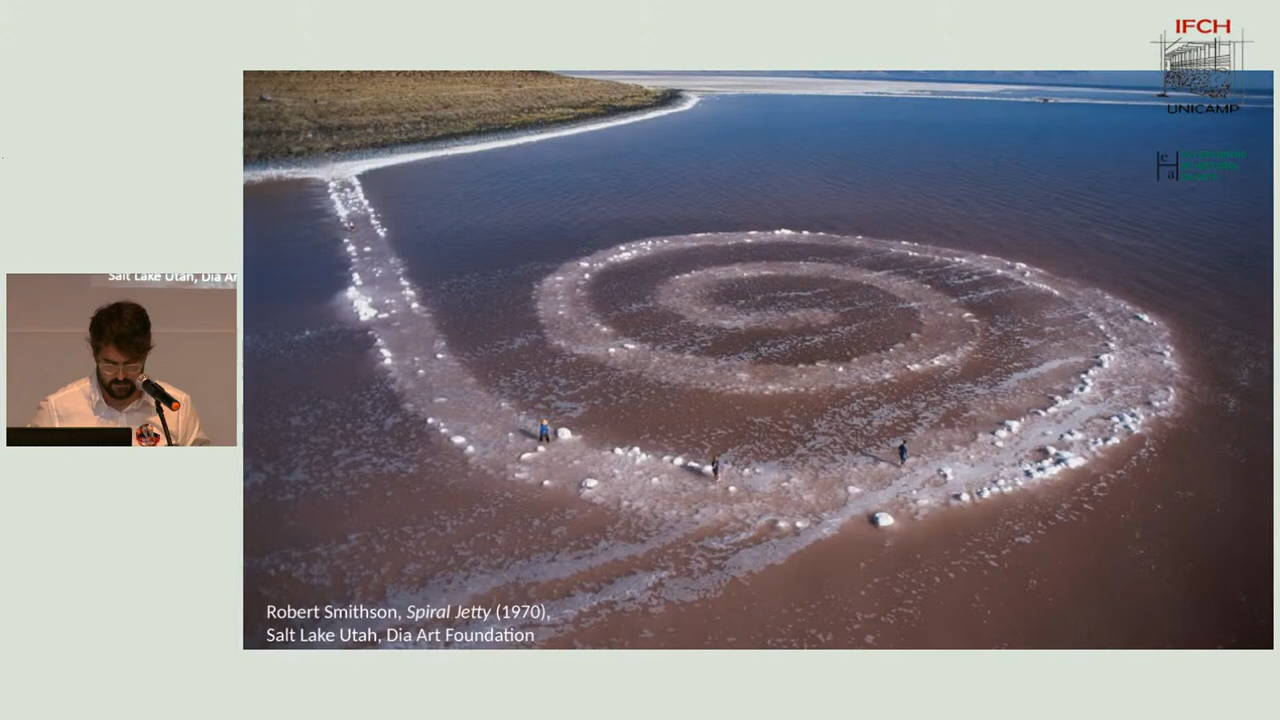 IFCH
UNICAMP
e
H
a
Salt Lake Utah, Dia Ar
Robert Smithson, Spiral Jetty (1970),
Salt Lake Utah, Dia Art Foundation